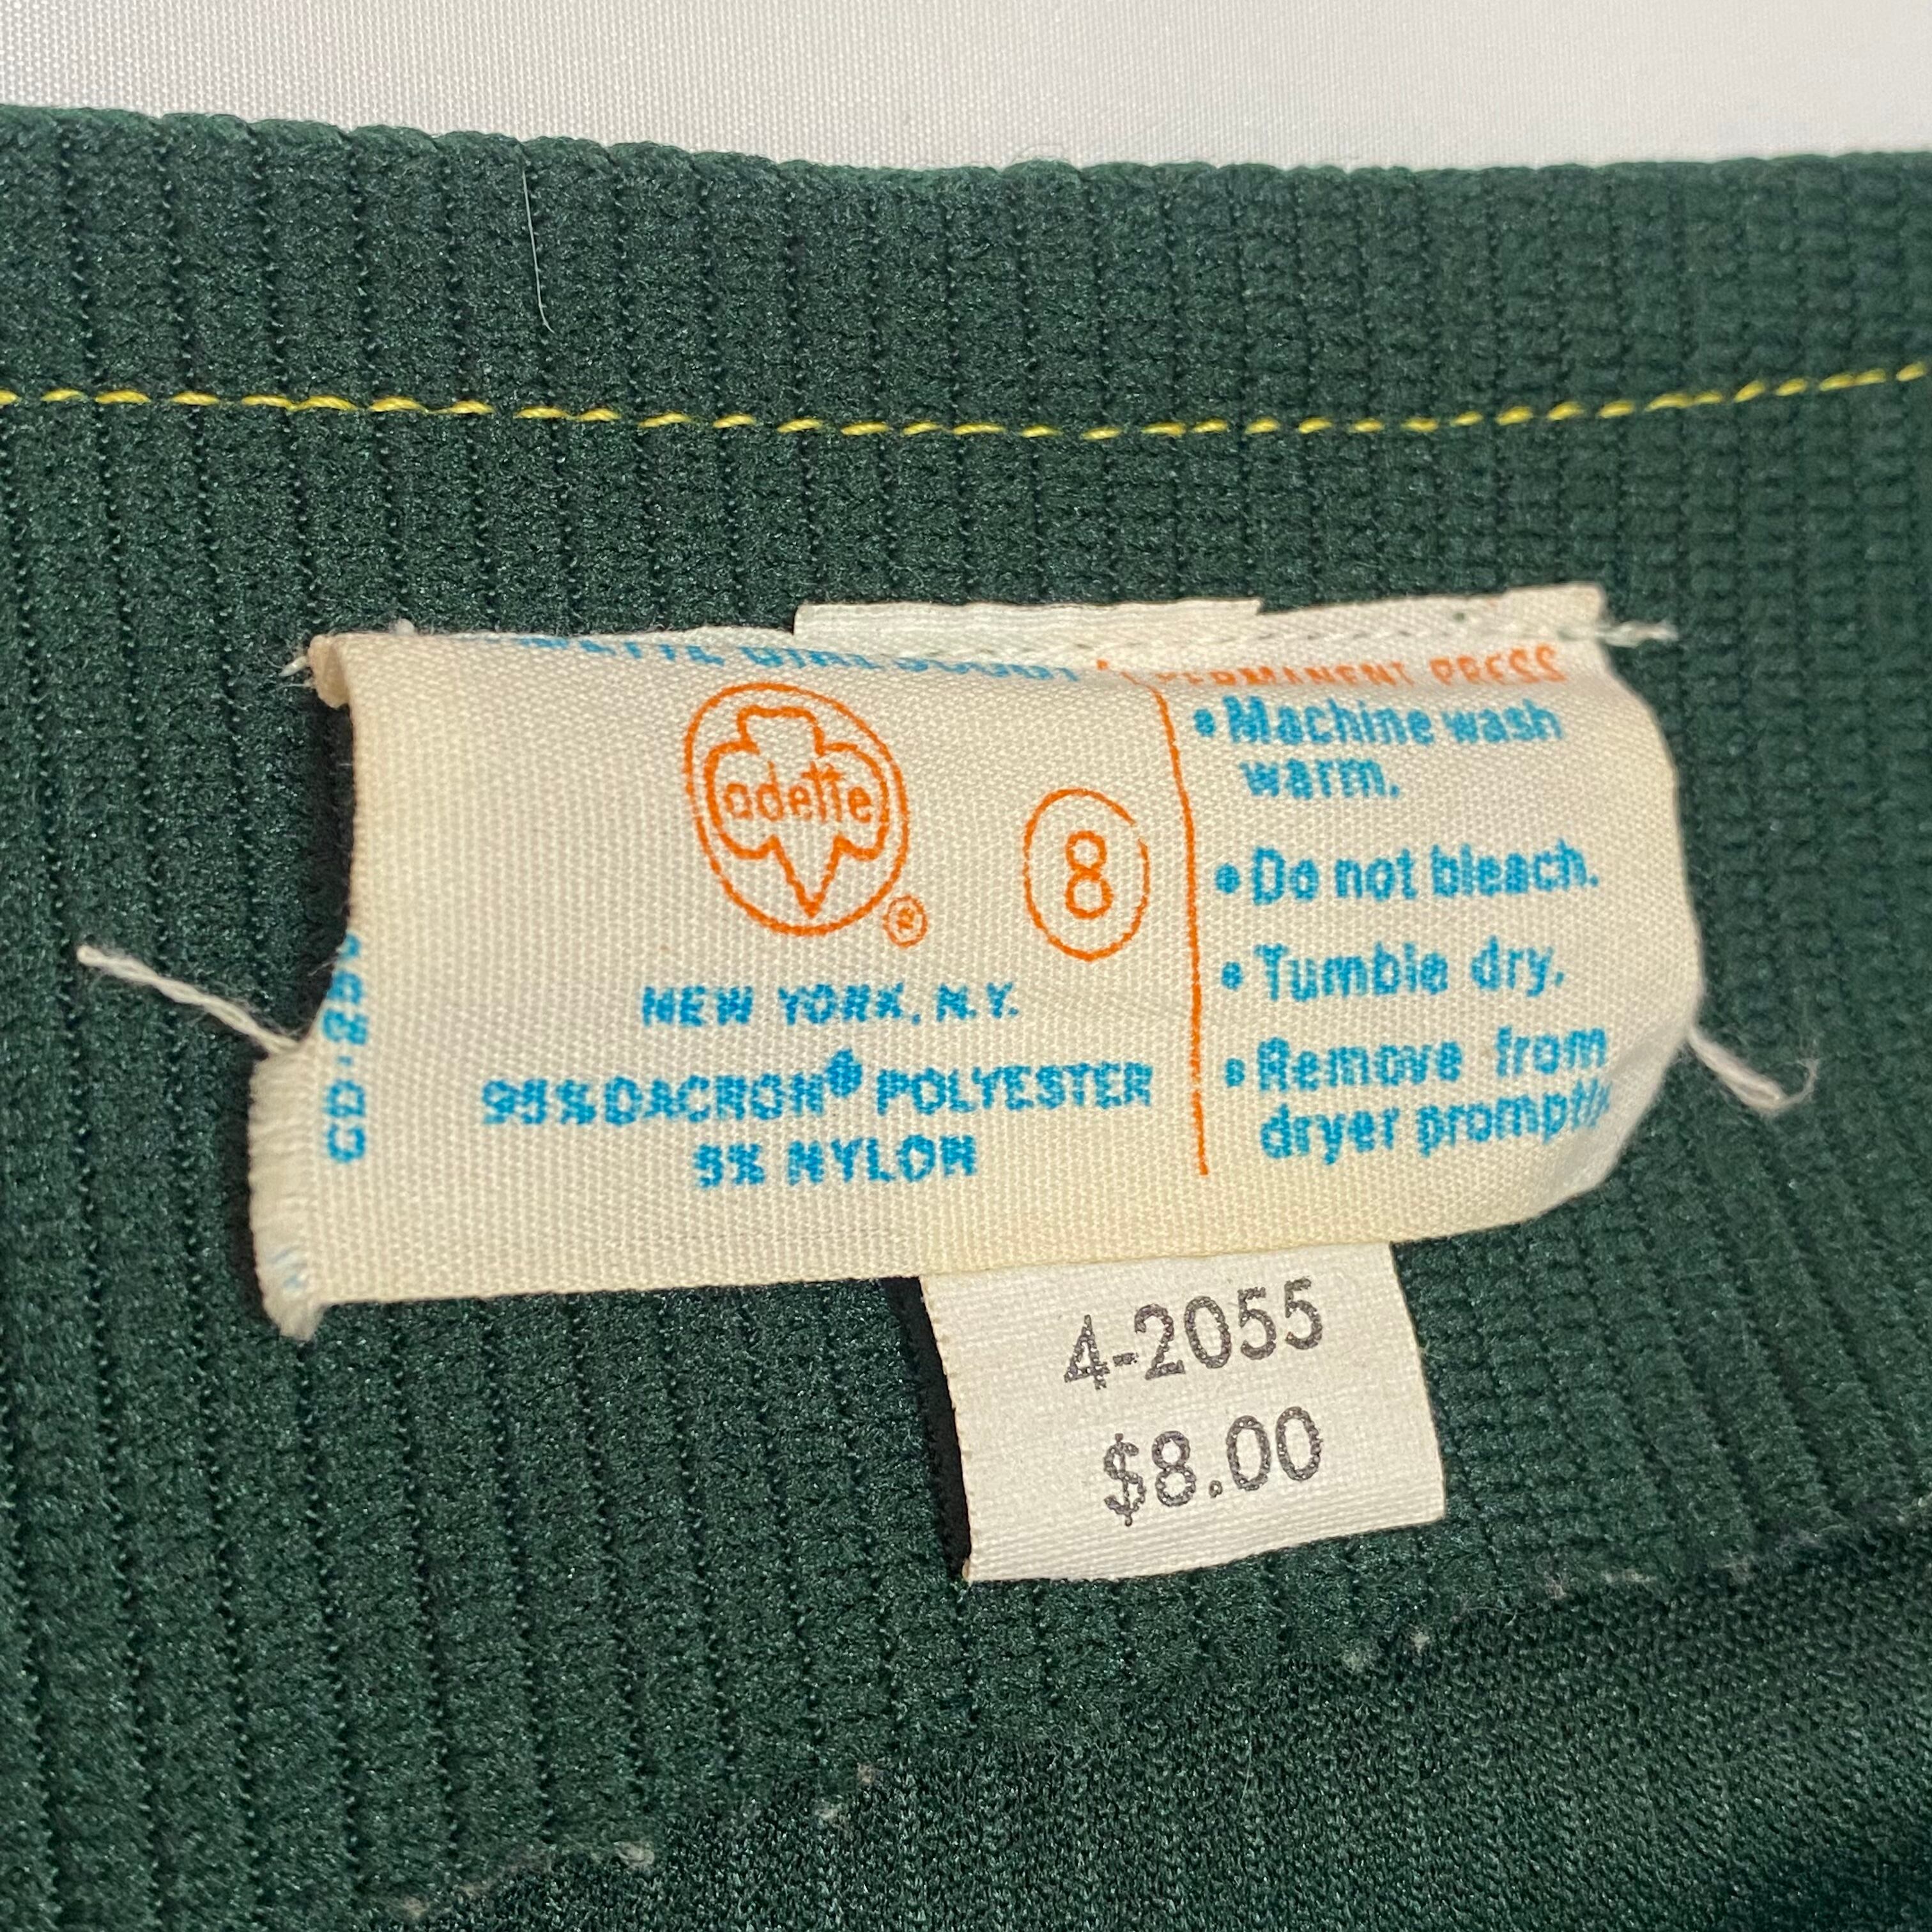 PERMANENT PRESS
adette
8
®
NEW YORK, N.Y.
95% DACRON® POLYESTER
5% NYLON
• Machine wash
warm.
• Do not bleach.
• Tumble dry.
• Remove from
dryer promptly
4-2055
$8.00